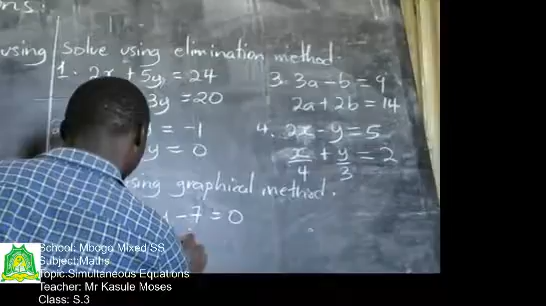 ns:
using
Solve using elimination method.
1. 2x + 5y = 24
3y = 20
= -1
y = 0
3. 3a - b = 9
2a + 2b = 14
4. 2x - y = 5
x/4 + y/3 = 2
using graphical method.
- 7 = 0
School: Mbogo Mixed/SS
Subject;Maths
Topic:Simultaneous Equations
Teacher: Mr Kasule Moses
Class: S.3